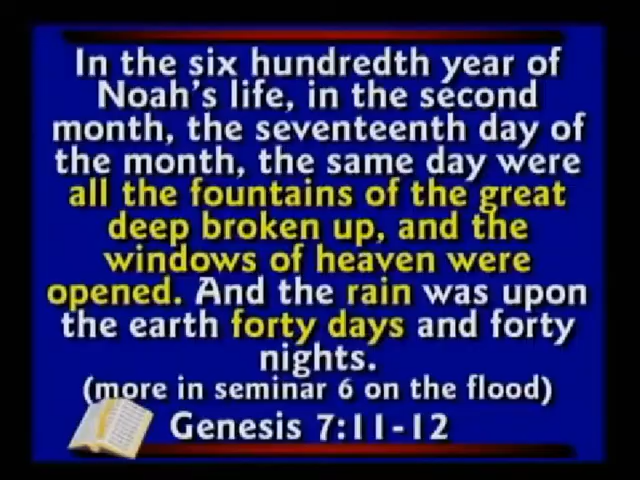 In the six hundredth year of
Noah's life, in the second
month, the seventeenth day of
the month, the same day were
all the fountains of the great
deep broken up, and the
windows of heaven were
opened. And the rain was upon
the earth forty days and forty
nights.
(more in seminar 6 on the flood)
Genesis 7:11-12